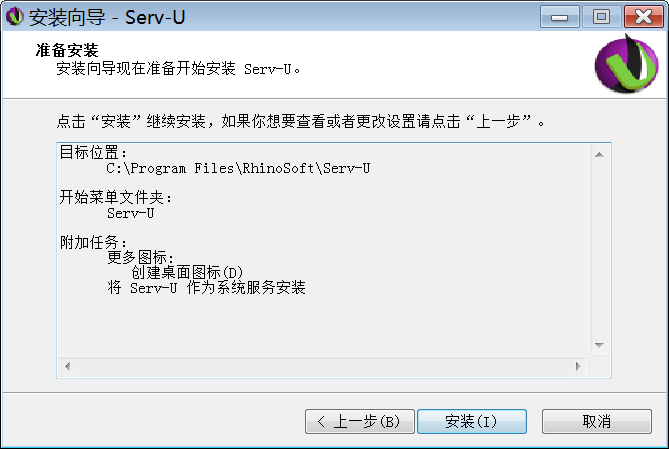 安装向导 - Serv-U
准备安装
安装向导现在准备开始安装 Serv-U。
点击“安装”继续安装，如果你想要查看或者更改设置请点击“上一步”。
目标位置:
C:\Program Files\RhinoSoft\Serv-U
开始菜单文件夹:
Serv-U
附加任务:
更多图标:
创建桌面图标(D)
将 Serv-U 作为系统服务安装
< 上一步(B)
安装(I)
取消